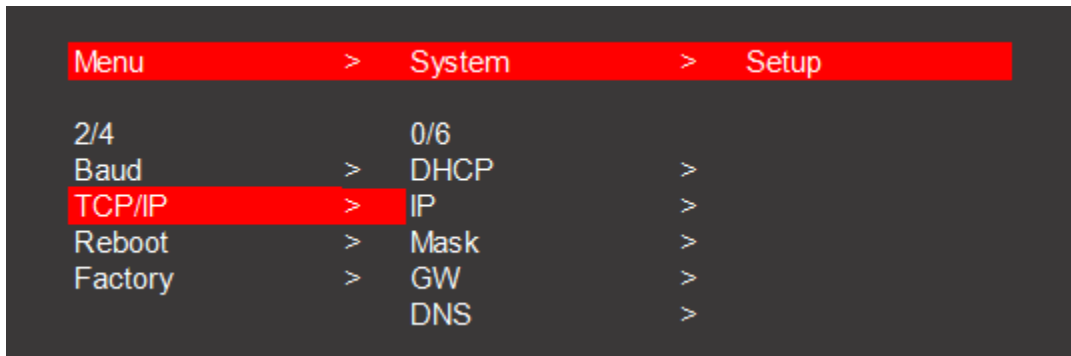 Menu > System > Setup
2/4 0/6
Baud > DHCP >
TCP/IP > IP >
Reboot > Mask >
Factory > GW >
DNS >